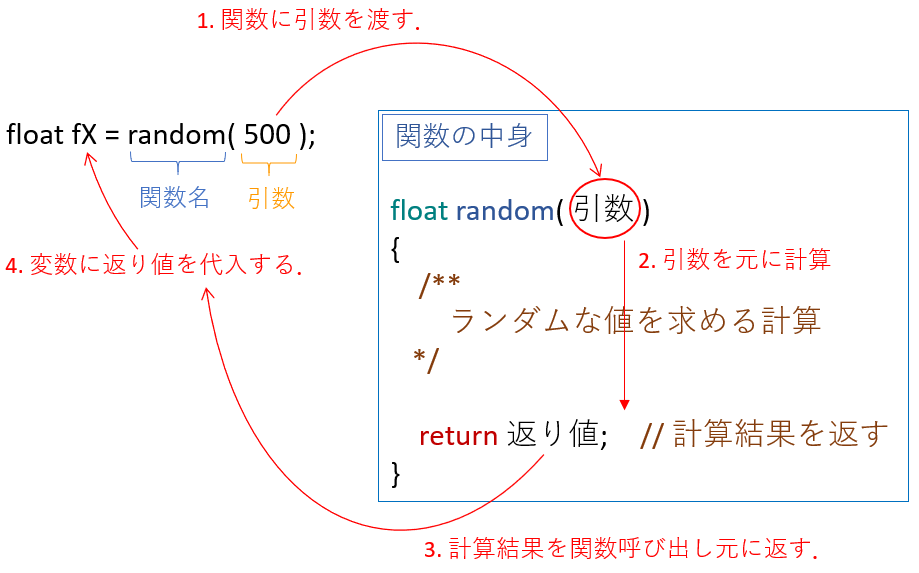 1. 関数に引数を渡す.
float fX = random( 500 );
関数名
引数
4. 変数に返り値を代入する.
関数の中身
float random( 引数 )
{
2. 引数を元に計算
/**
ランダムな値を求める計算
*/
return 返り値; // 計算結果を返す
}
3. 計算結果を関数呼び出し元に返す.